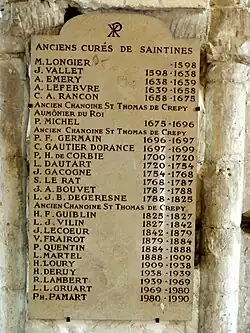 ANCIENS CURÉS DE SAINTINES
M. LONGIER -1598
J. VALLET 1598-1638
A. EMERY 1638-1639
A. LEFEBVRE 1639-1658
C. A. RANCON 1658-1675
ANCIEN CHANOINE ST THOMAS DE CREPY
AUMÔNIER DU ROI
P. MICHEL 1675-1696
ANCIEN CHANOINE ST THOMAS DE CREPY
P. F. GERMAIN 1696-1697
C. GAUTIER DORANCE 1697-1699
P. H. DE CORBIE 1700-1720
L. DAUTART 1720-1754
J. GACOGNE 1754-1768
S. LE RAT 1768-1787
J. A. BOUVET 1787-1788
L. J. B. DEGERESNE 1788-1825
ANCIEN CHANOINE ST THOMAS DE CREPY
H. F. GUIBLIN 1825-1827
L. J. VILIN 1827-1842
J. LECOEUR 1842-1879
V. FRAIROT 1879-1884
P. QUENTIN 1884-1888
L. MARTEL 1888-1909
H. LOURY 1909-1938
H. DERUY 1938-1939
R. LAMBERT 1939-1969
L. L. GRUART 1969-1980
PH. PAMART 1980-1990